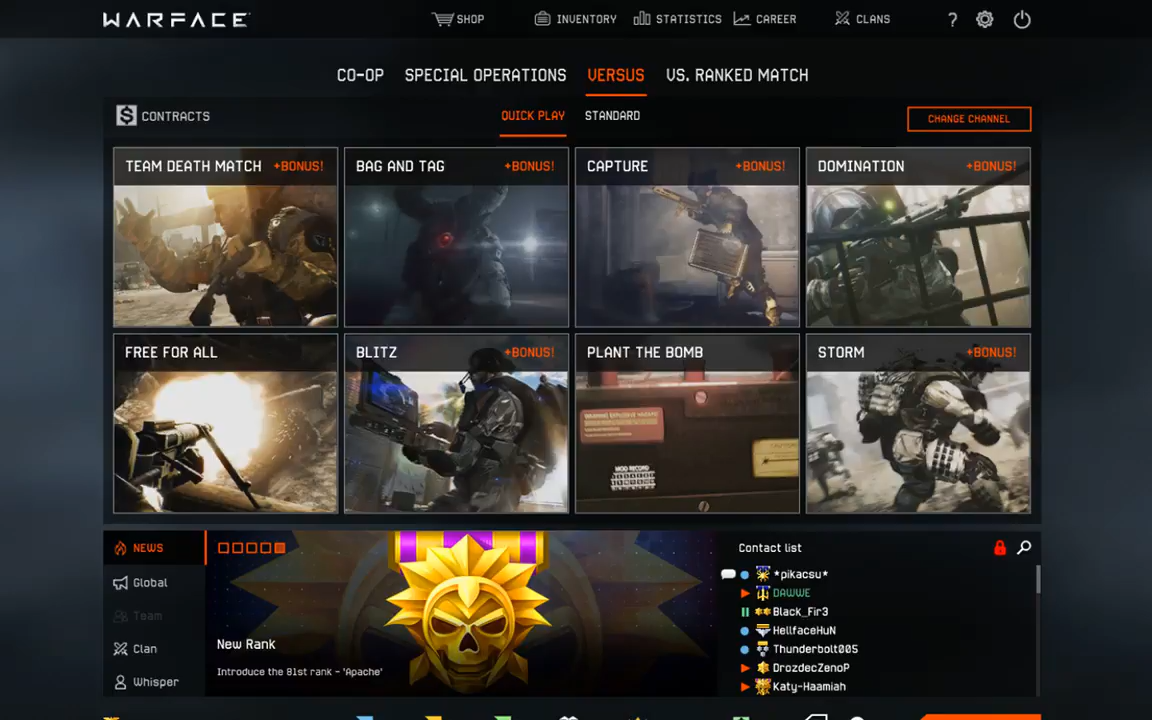 WARFACE
SHOP INVENTORY STATISTICS CAREER CLANS ?
CO-OP SPECIAL OPERATIONS VERSUS VS. RANKED MATCH
$ CONTRACTS QUICK PLAY STANDARD CHANGE CHANNEL
TEAM DEATH MATCH +BONUS!
BAG AND TAG +BONUS!
CAPTURE +BONUS!
DOMINATION +BONUS!
FREE FOR ALL
BLITZ +BONUS!
PLANT THE BOMB
STORM +BONUS!
NEWS
Global
Team
Clan
Whisper
New Rank
Introduce the 81st rank - 'Apache'
Contact list
*pikacsu*
DAWWE
Black_Fir3
HellfaceHuN
Thunderbolt005
DrozdecZenoP
Katy-Haamiah